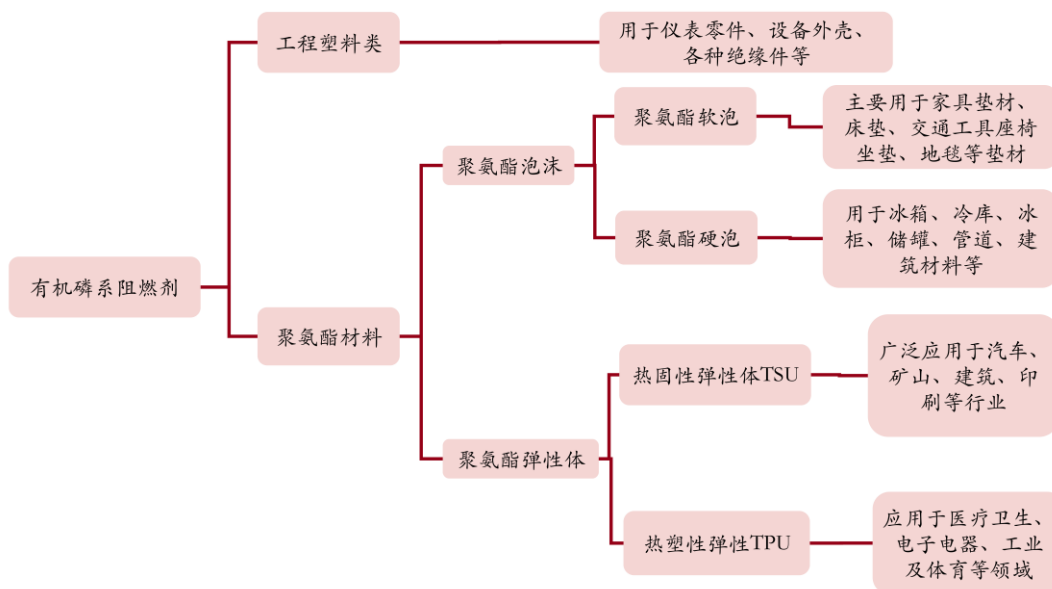 工程塑料类
用于仪表零件、设备外壳、
各种绝缘件等
聚氨酯软泡
主要用于家具垫材、
床垫、交通工具座椅
坐垫、地毯等垫材
聚氨酯泡沫
聚氨酯硬泡
用于冰箱、冷库、冰
柜、储罐、管道、建
筑材料等
有机磷系阻燃剂
聚氨酯材料
热固性弹性体TSU
广泛应用于汽车、
矿山、建筑、印
刷等行业
聚氨酯弹性体
热塑性弹性TPU
应用于医疗卫生、
电子电器、工业
及体育等领域